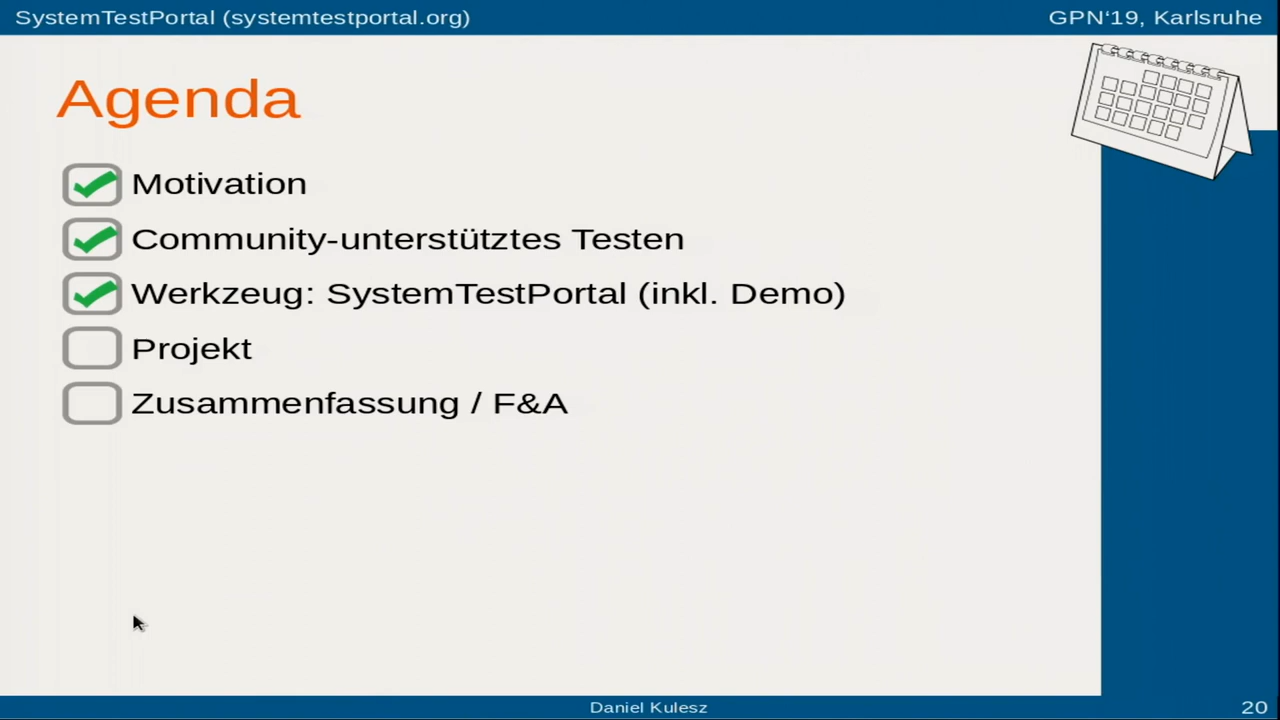 SystemTestPortal (systemtestportal.org)
GPN‘19, Karlsruhe
Agenda
Motivation
Community-unterstütztes Testen
Werkzeug: SystemTestPortal (inkl. Demo)
Projekt
Zusammenfassung / F&A
Daniel Kulesz
20